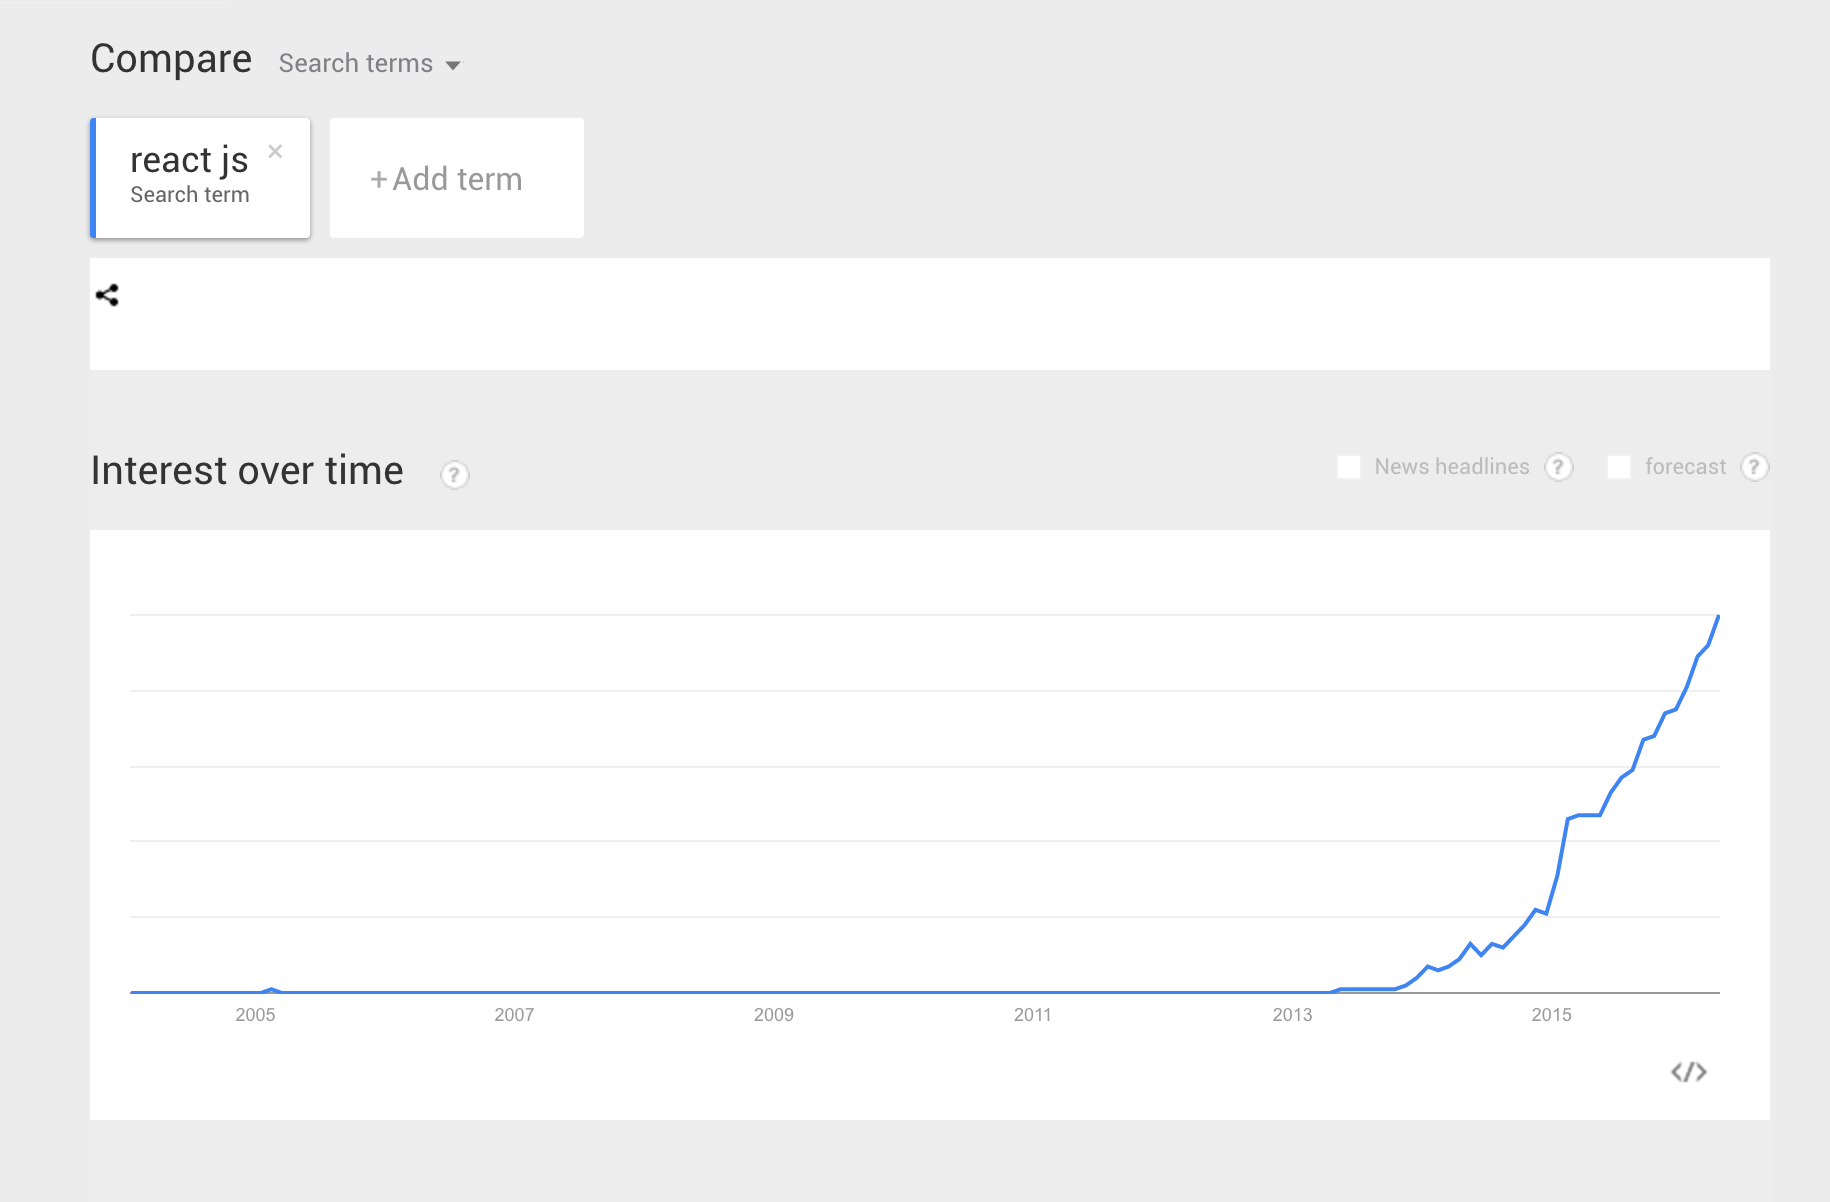 Compare Search terms
react js ×
Search term
+ Add term
Interest over time ?
News headlines ? forecast ?
2005 2007 2009 2011 2013 2015
</>